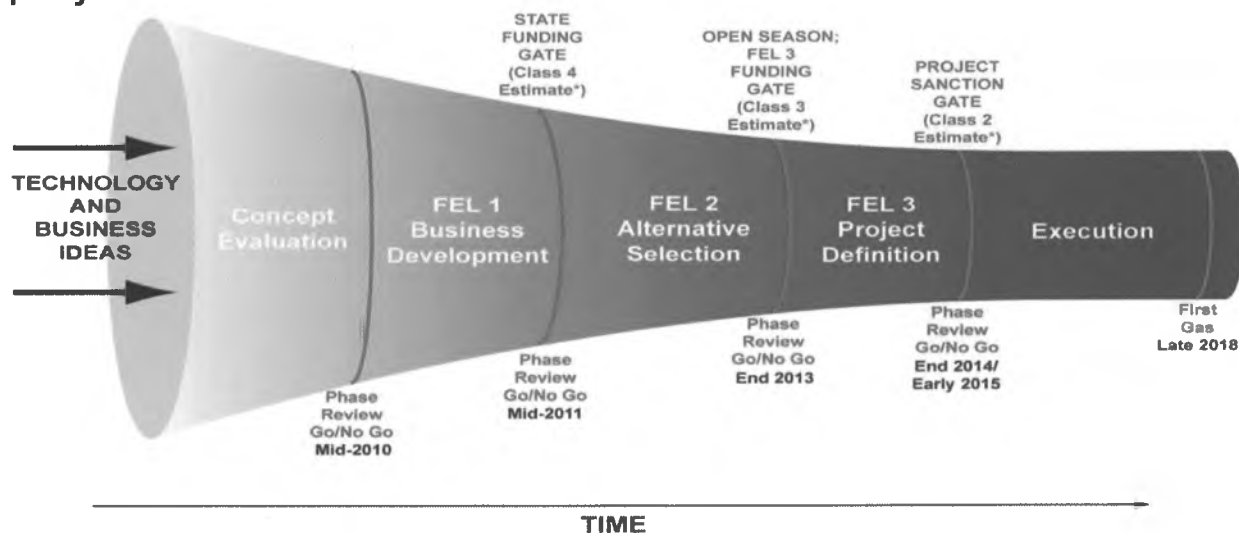 STATE
FUNDING
GATE
(Class 4
Estimate*)
OPEN SEASON;
FEL 3
FUNDING
GATE
(Class 3
Estimate*)
PROJECT
SANCTION
GATE
(Class 2
Estimate*)
TECHNOLOGY
AND
BUSINESS
IDEAS
Concept
Evaluation
FEL 1
Business
Development
FEL 2
Alternative
Selection
FEL 3
Project
Definition
Execution
Phase
Review
Go/No Go
Mid-2010
Phase
Review
Go/No Go
Mid-2011
Phase
Review
Go/No Go
End 2013
Phase
Review
Go/No Go
End 2014/
Early 2015
First
Gas
Late 2018
TIME